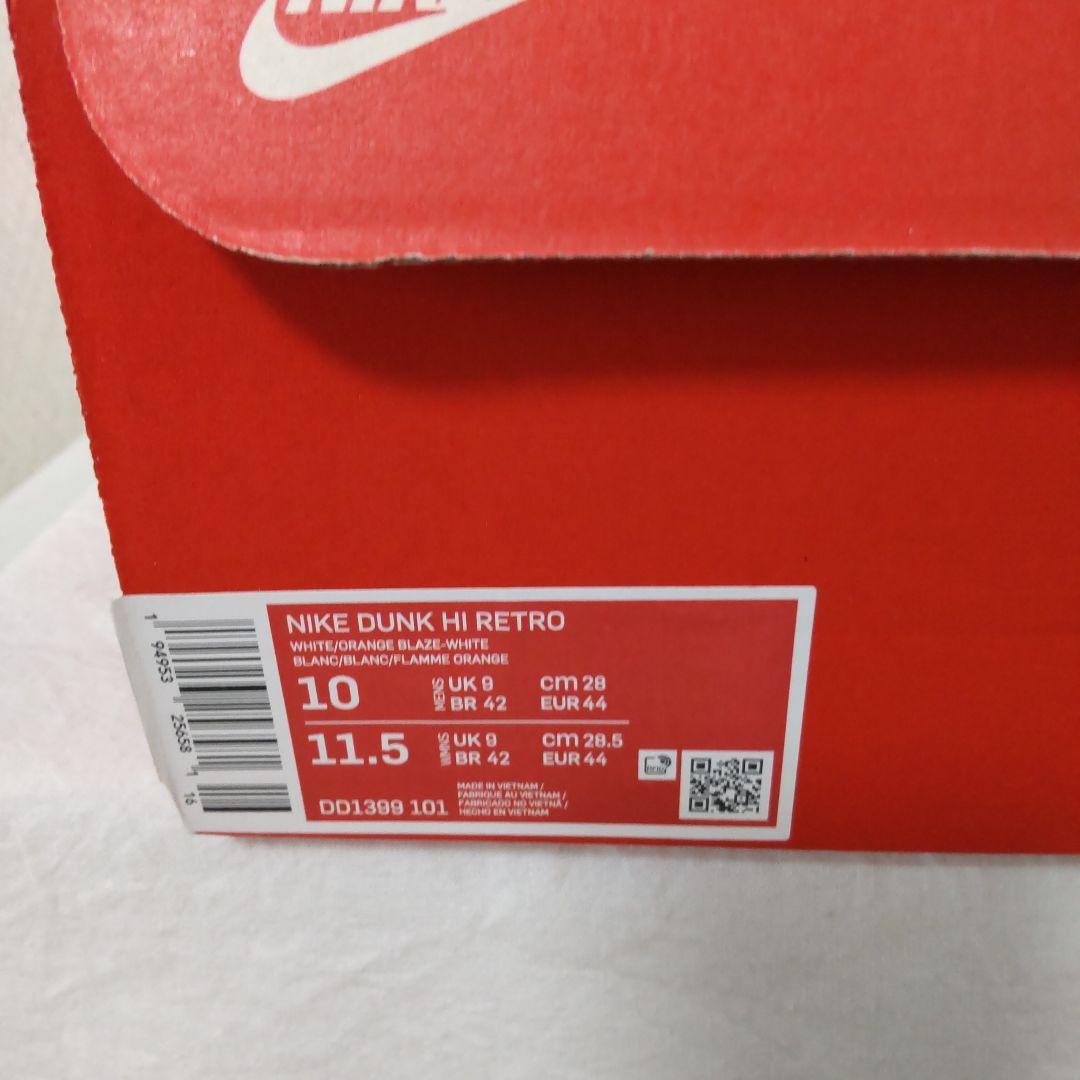 NIKE
NIKE DUNK HI RETRO
WHITE/ORANGE BLAZE-WHITE
BLANC/BLANC/FLAMME ORANGE
10 MENS UK 9 cm 28
BR 42 EUR 44
11.5 WMNS UK 9 cm 28.5
BR 42 EUR 44
DD1399 101
MADE IN VIETNAM /
FABRIQUE AU VIETNAM /
FABRICADO NO VIETNÃ /
HECHO EN VIETNAM
1 94953 25658 1 16